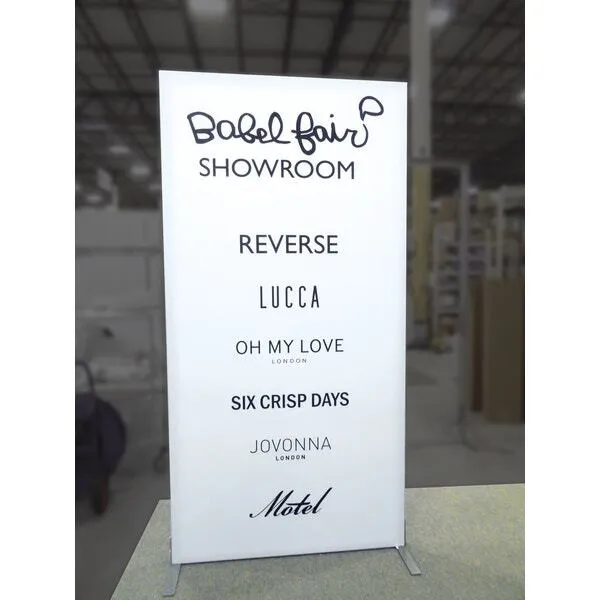 Babel fair
SHOWROOM
REVERSE
LUCCA
OH MY LOVE
LONDON
SIX CRISP DAYS
JOVONNA
LONDON
Motel